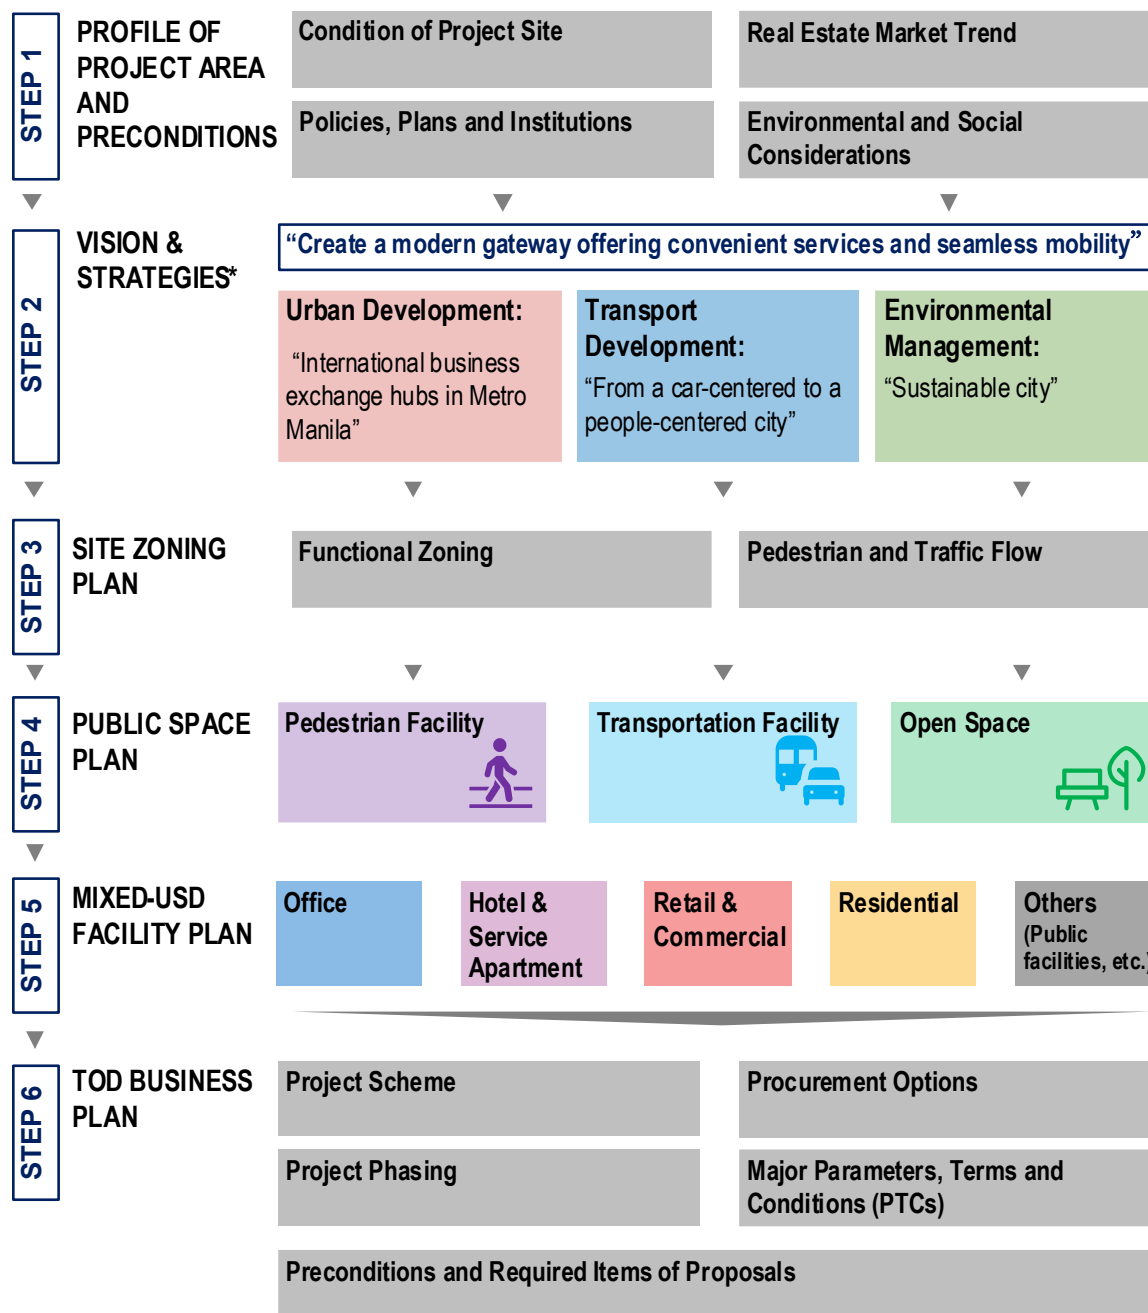 STEP 1
PROFILE OF
PROJECT AREA
AND
PRECONDITIONS
Condition of Project Site
Real Estate Market Trend
Policies, Plans and Institutions
Environmental and Social
Considerations
STEP 2
VISION &
STRATEGIES*
“Create a modern gateway offering convenient services and seamless mobility”
Urban Development:
“International business
exchange hubs in Metro
Manila”
Transport
Development:
“From a car-centered to a
people-centered city”
Environmental
Management:
“Sustainable city”
STEP 3
SITE ZONING
PLAN
Functional Zoning
Pedestrian and Traffic Flow
STEP 4
PUBLIC SPACE
PLAN
Pedestrian Facility
Transportation Facility
Open Space
STEP 5
MIXED-USD
FACILITY PLAN
Office
Hotel &
Service
Apartment
Retail &
Commercial
Residential
Others
(Public
facilities, etc.)
STEP 6
TOD BUSINESS
PLAN
Project Scheme
Procurement Options
Project Phasing
Major Parameters, Terms and
Conditions (PTCs)
Preconditions and Required Items of Proposals